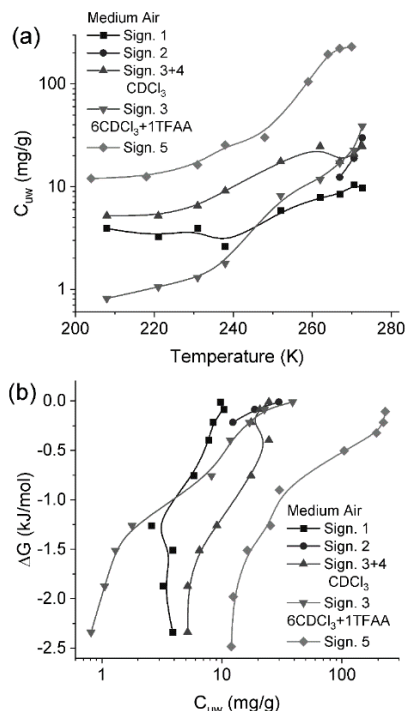 (a)
Medium Air
Sign. 1
Sign. 2
Sign. 3+4
CDCl₃
Sign. 3
6CDCl₃+1TFAA
Sign. 5
C_uw (mg/g)
100
10
1
200 220 240 260 280
Temperature (K)
(b)
ΔG (kJ/mol)
0.0
-0.5
-1.0
-1.5
-2.0
-2.5
Medium Air
Sign. 1
Sign. 2
Sign. 3+4
CDCl₃
Sign. 3
6CDCl₃+1TFAA
Sign. 5
1 10 100
C_uw (mg/g)